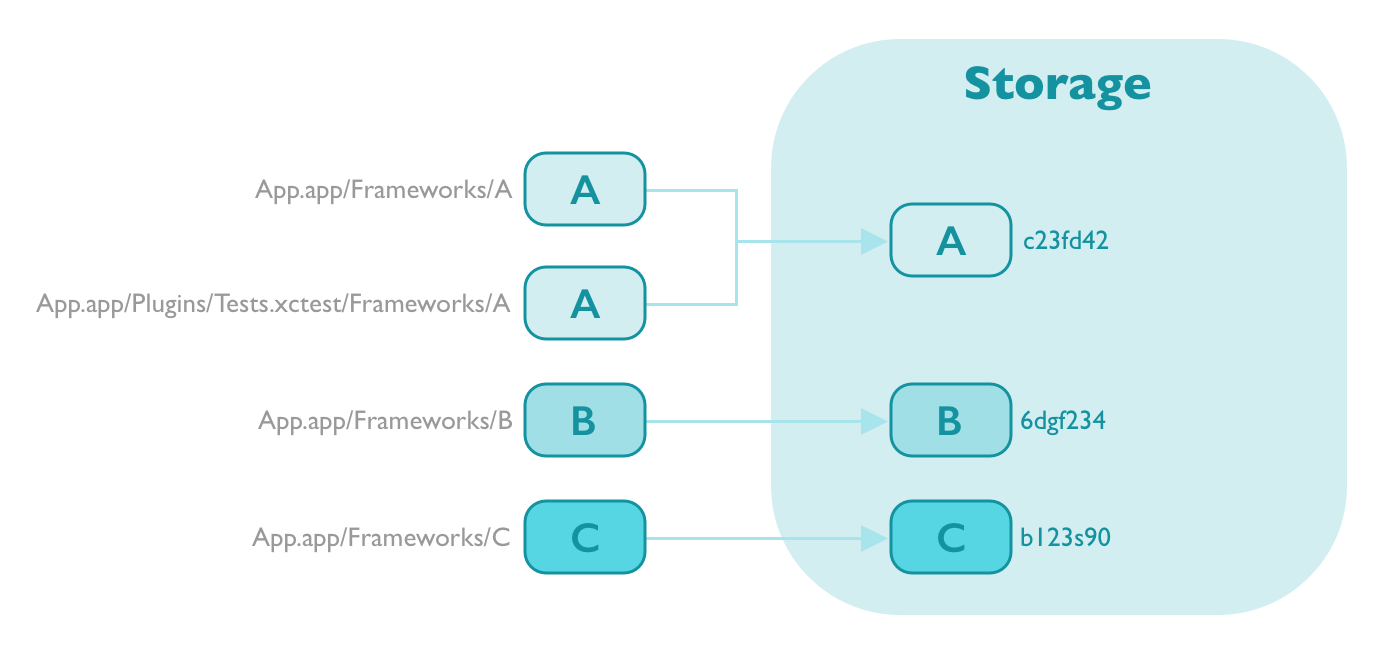 Storage
App.app/Frameworks/A
A
A
c23fd42
App.app/Plugins/Tests.xctest/Frameworks/A
A
App.app/Frameworks/B
B
B
6dgf234
App.app/Frameworks/C
C
C
b123s90